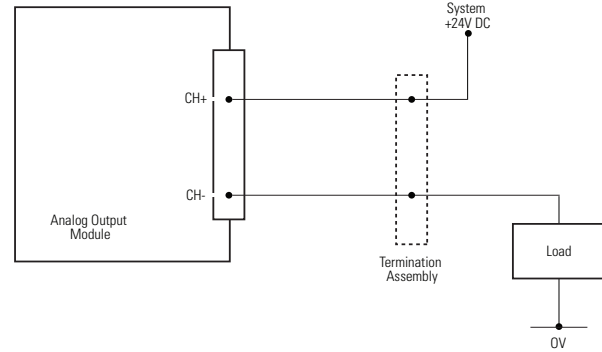 System
+24V DC
CH+
CH-
Analog Output
Module
Termination
Assembly
Load
0V